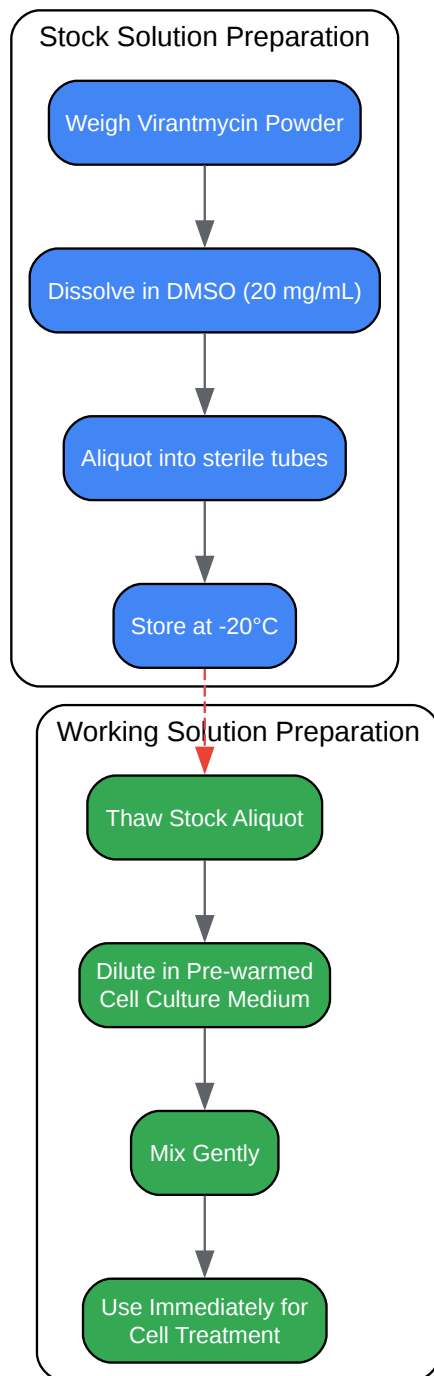 Stock Solution Preparation
Weigh Virantmycin Powder
Dissolve in DMSO (20 mg/mL)
Aliquot into sterile tubes
Store at -20°C
Working Solution Preparation
Thaw Stock Aliquot
Dilute in Pre-warmed
Cell Culture Medium
Mix Gently
Use Immediately for
Cell Treatment